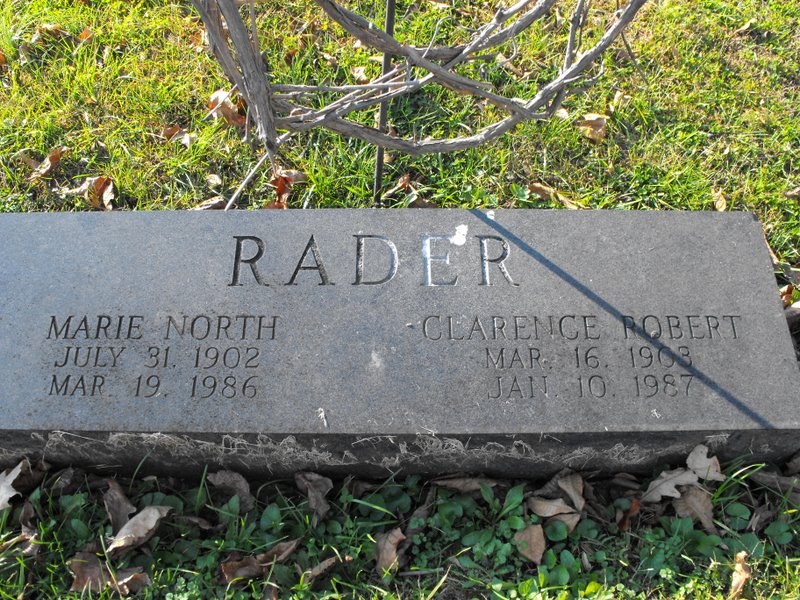 RADER
MARIE NORTH
JULY 31, 1902
MAR. 19, 1986
CLARENCE ROBERT
MAR. 16, 1903
JAN. 10, 1987